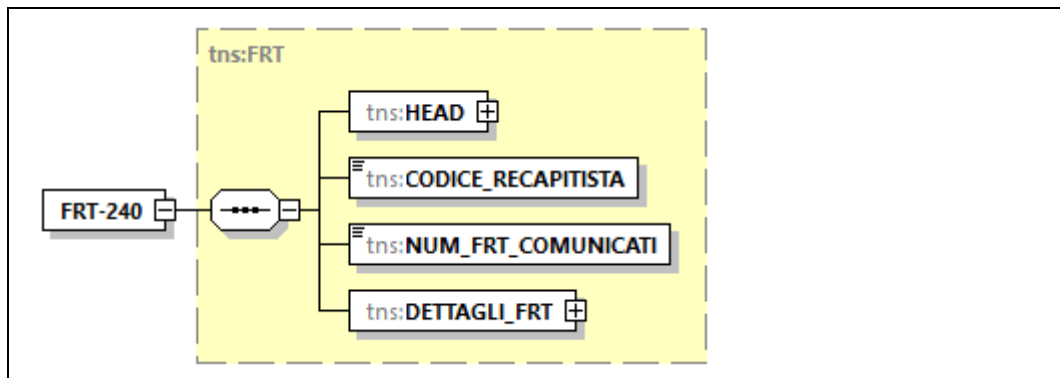 tns:FRT
tns:HEAD
tns:CODICE_RECAPITISTA
FRT-240
tns:NUM_FRT_COMUNICATI
tns:DETTAGLI_FRT